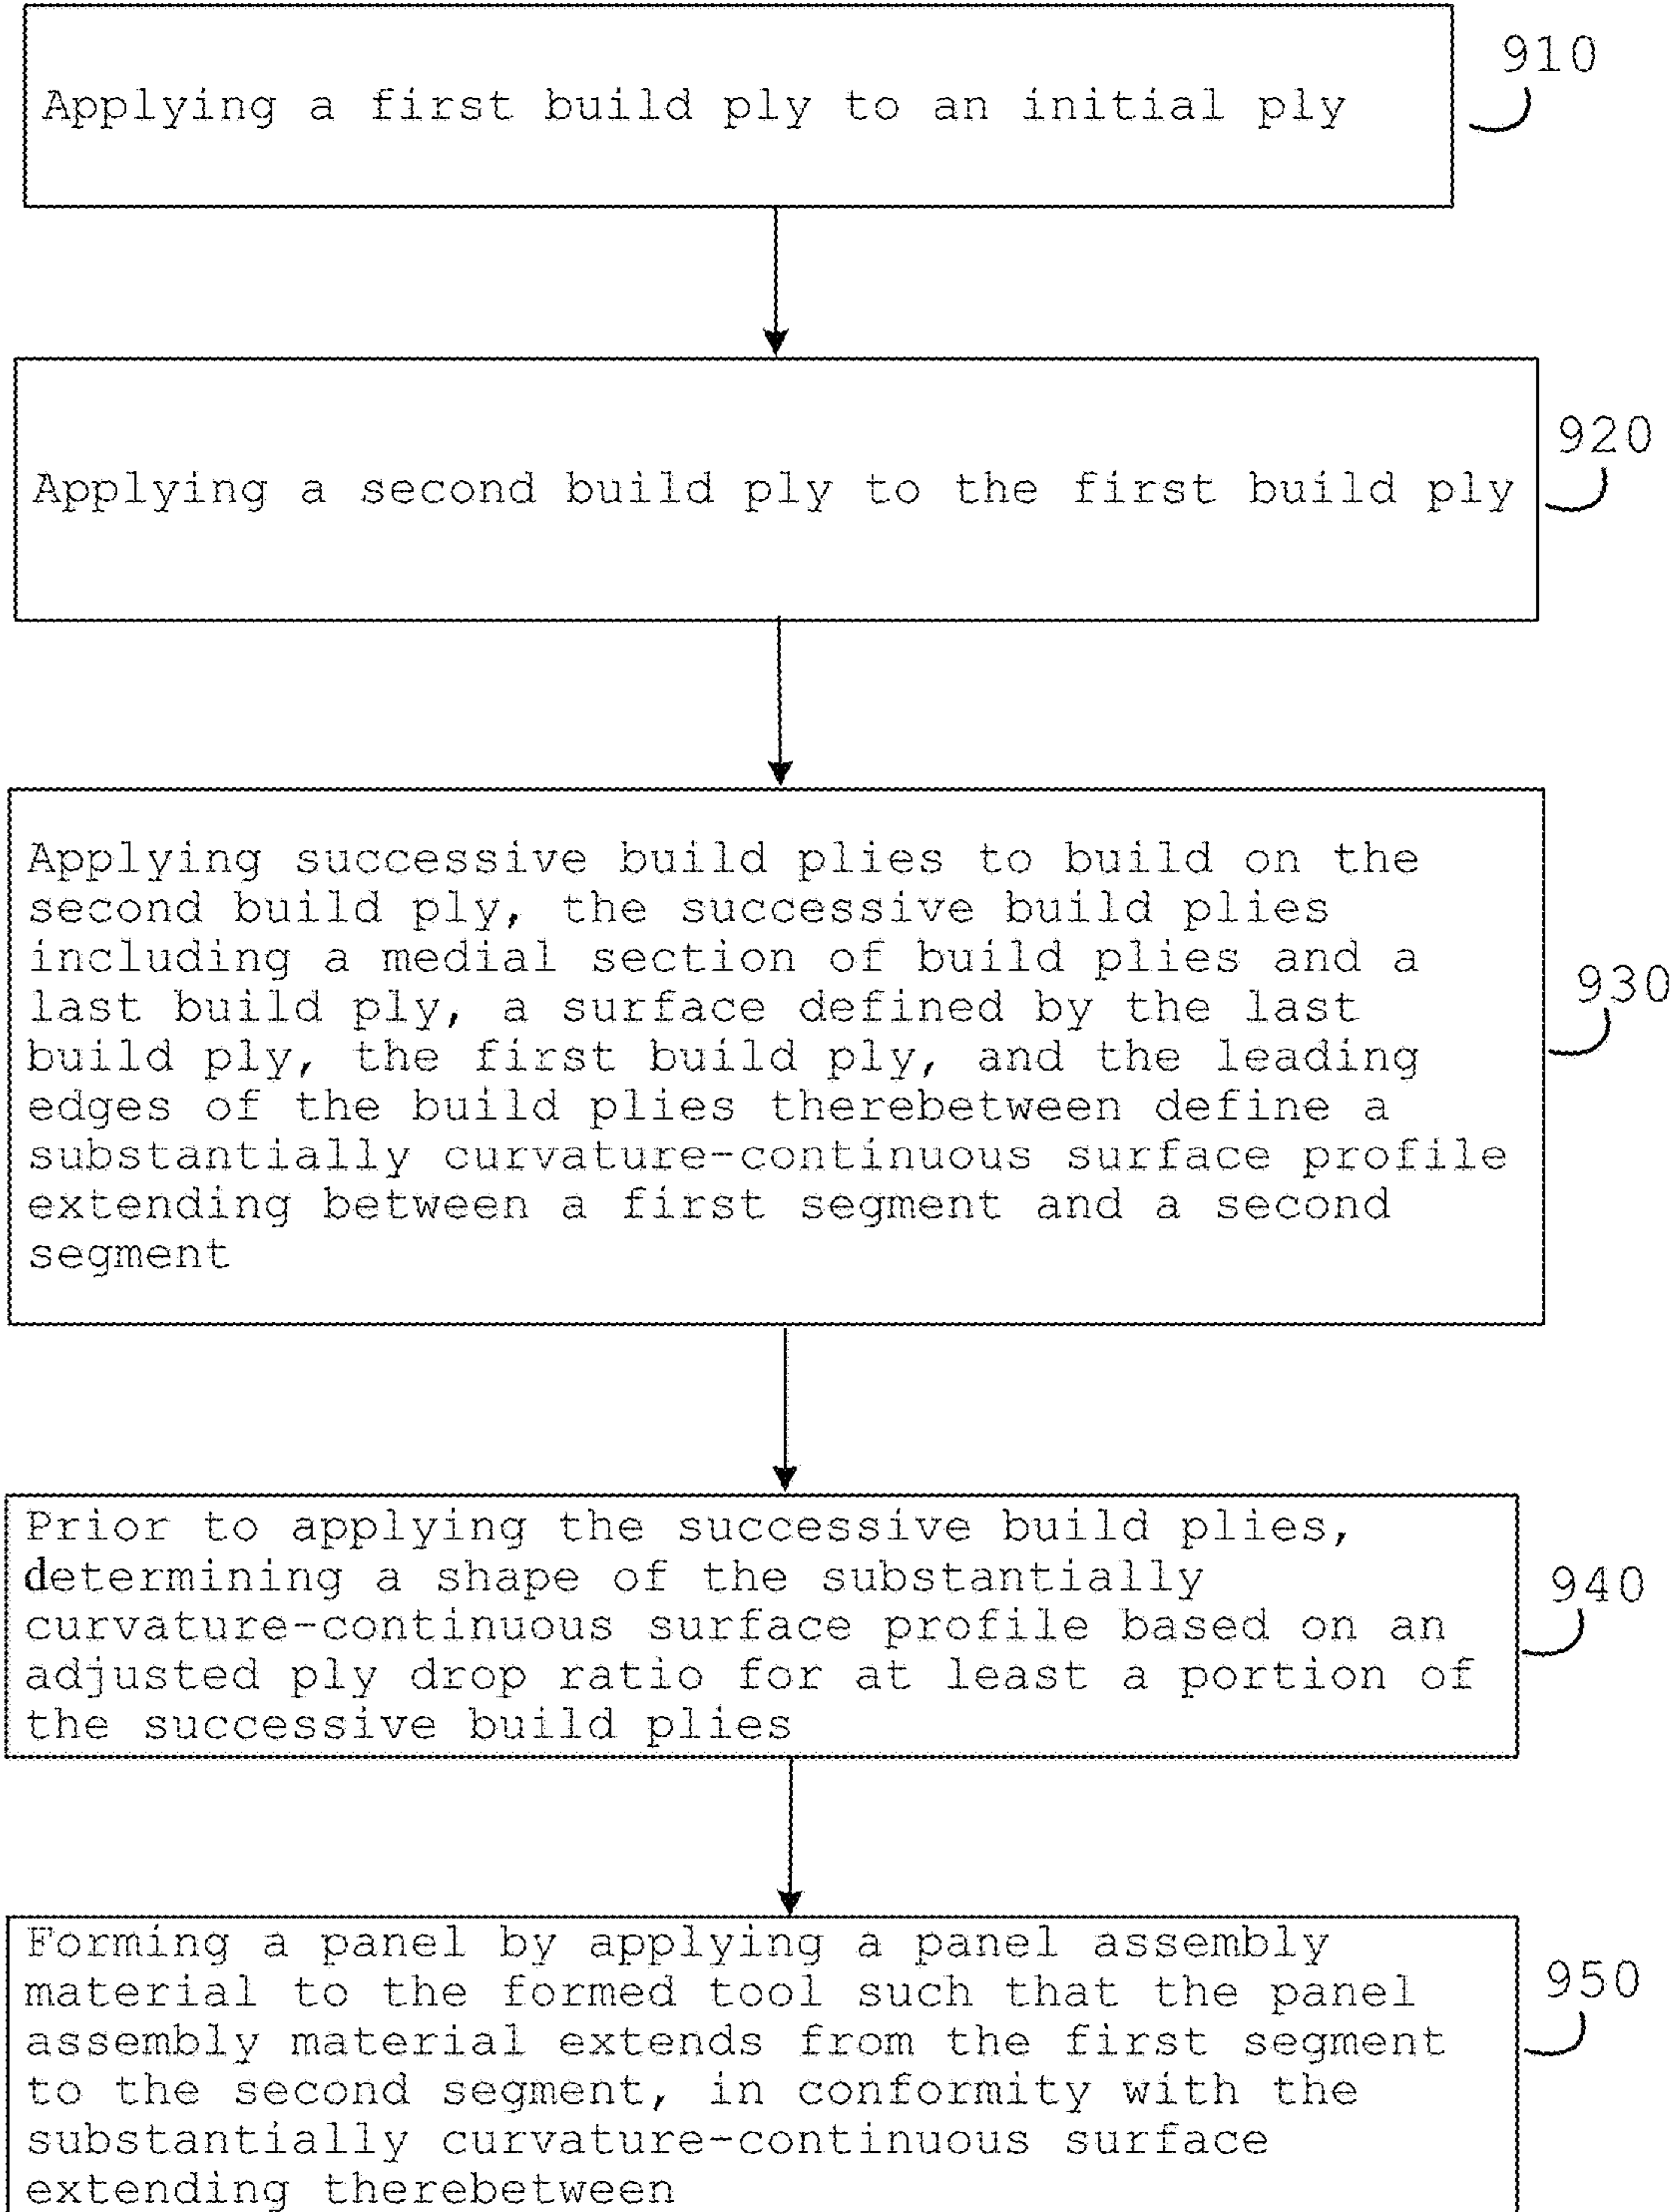 Applying a first build ply to an initial ply
910
Applying a second build ply to the first build ply
920
Applying successive build plies to build on the
second build ply, the successive build plies
including a medial section of build plies and a
last build ply, a surface defined by the last
build ply, the first build ply, and the leading
edges of the build plies therebetween define a
substantially curvature-continuous surface profile
extending between a first segment and a second
segment
930
Prior to applying the successive build plies,
determining a shape of the substantially
curvature-continuous surface profile based on an
adjusted ply drop ratio for at least a portion of
the successive build plies
940
Forming a panel by applying a panel assembly
material to the formed tool such that the panel
assembly material extends from the first segment
to the second segment, in conformity with the
substantially curvature-continuous surface
extending therebetween
950